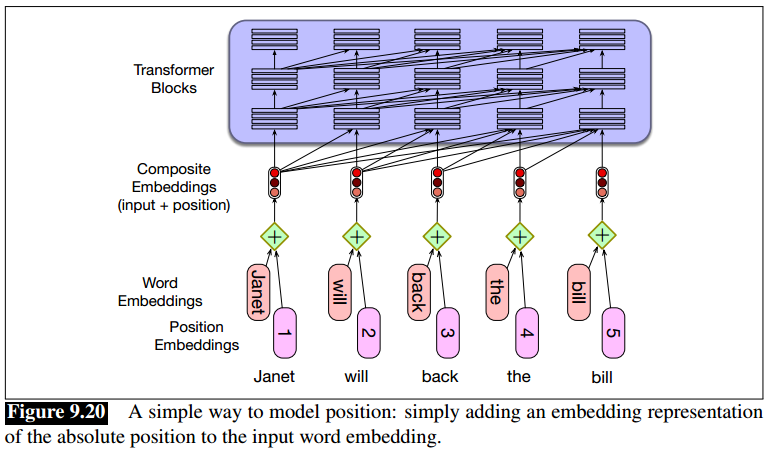 Transformer
Blocks
Composite
Embeddings
(input + position)
+ + + + +
Word
Embeddings
Janet will back the bill
Position
Embeddings
1 2 3 4 5
Janet will back the bill
Figure 9.20 A simple way to model position: simply adding an embedding representation
of the absolute position to the input word embedding.